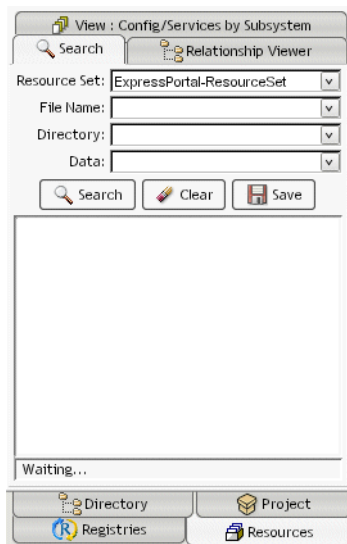 View : Config/Services by Subsystem
Search Relationship Viewer
Resource Set: ExpressPortal-ResourceSet
File Name:
Directory:
Data:
Search Clear Save
Waiting...
Directory Project
Registries Resources